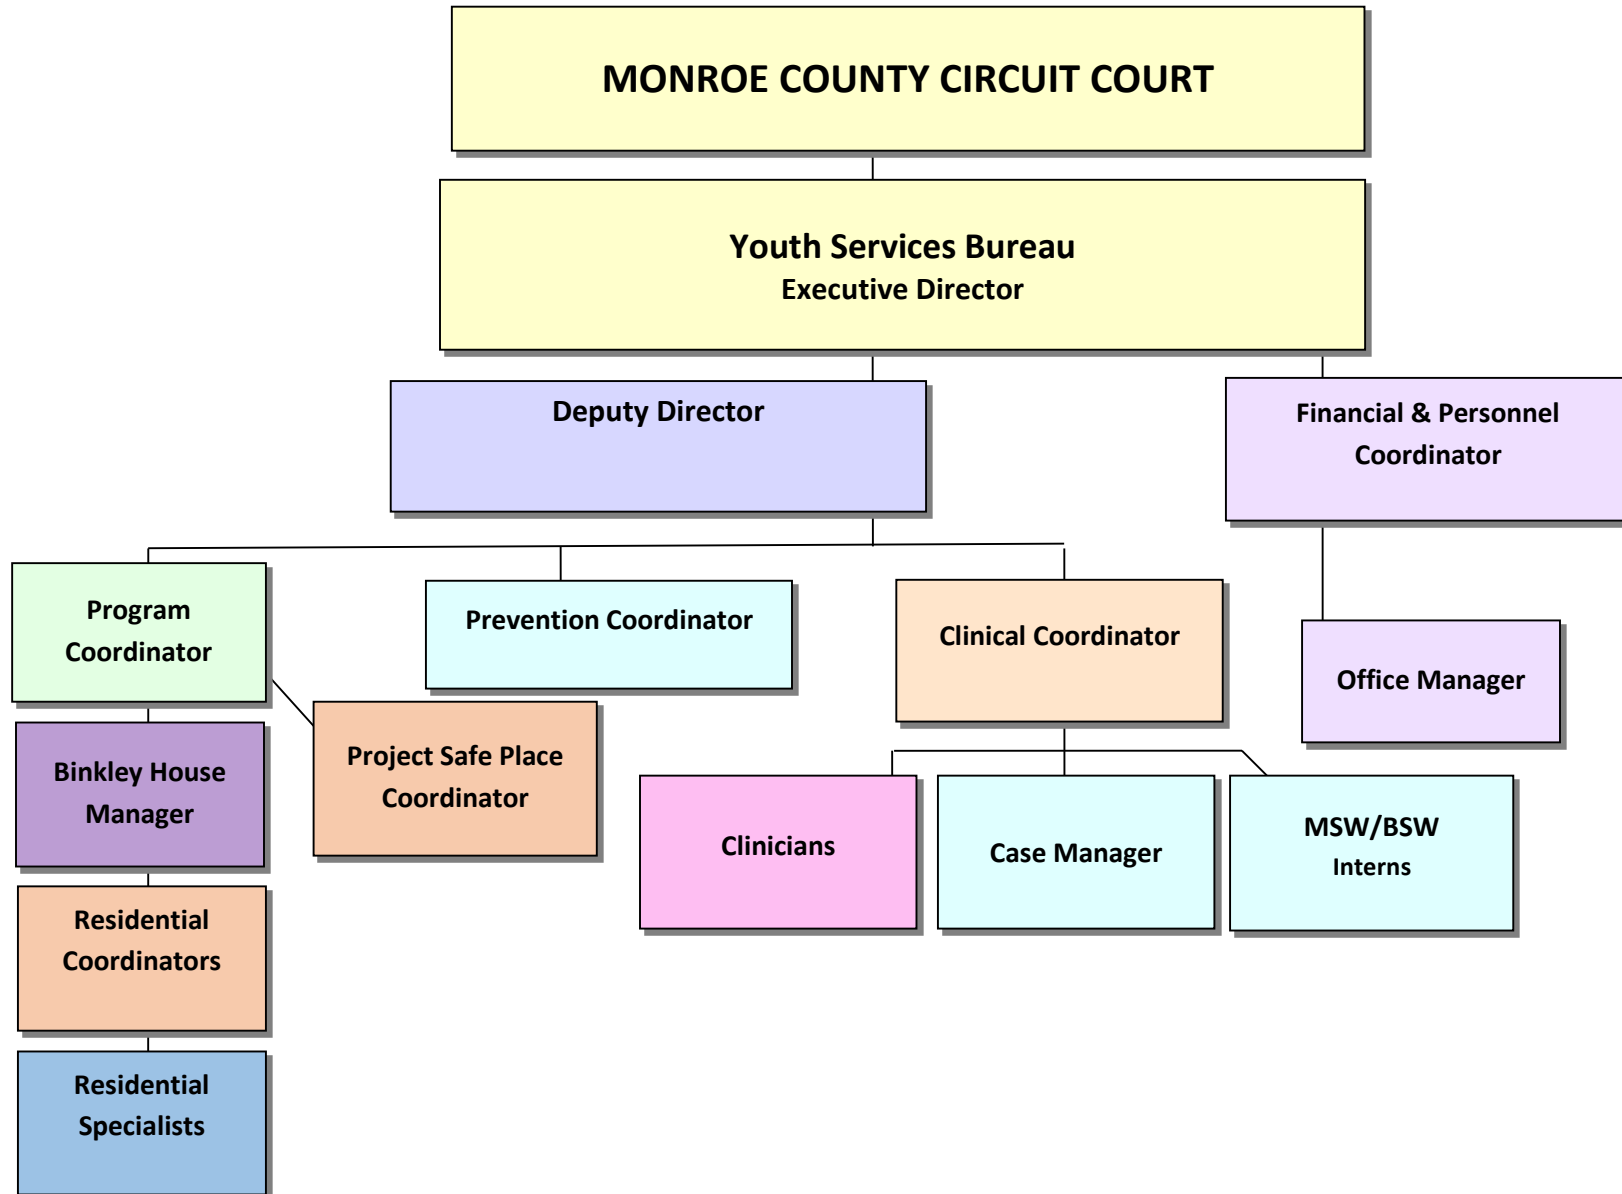 MONROE COUNTY CIRCUIT COURT
Youth Services Bureau
Executive Director
Deputy Director
Financial & Personnel
Coordinator
Program
Coordinator
Prevention Coordinator
Clinical Coordinator
Office Manager
Binkley House
Manager
Project Safe Place
Coordinator
Clinicians
Case Manager
MSW/BSW
Interns
Residential
Coordinators
Residential
Specialists